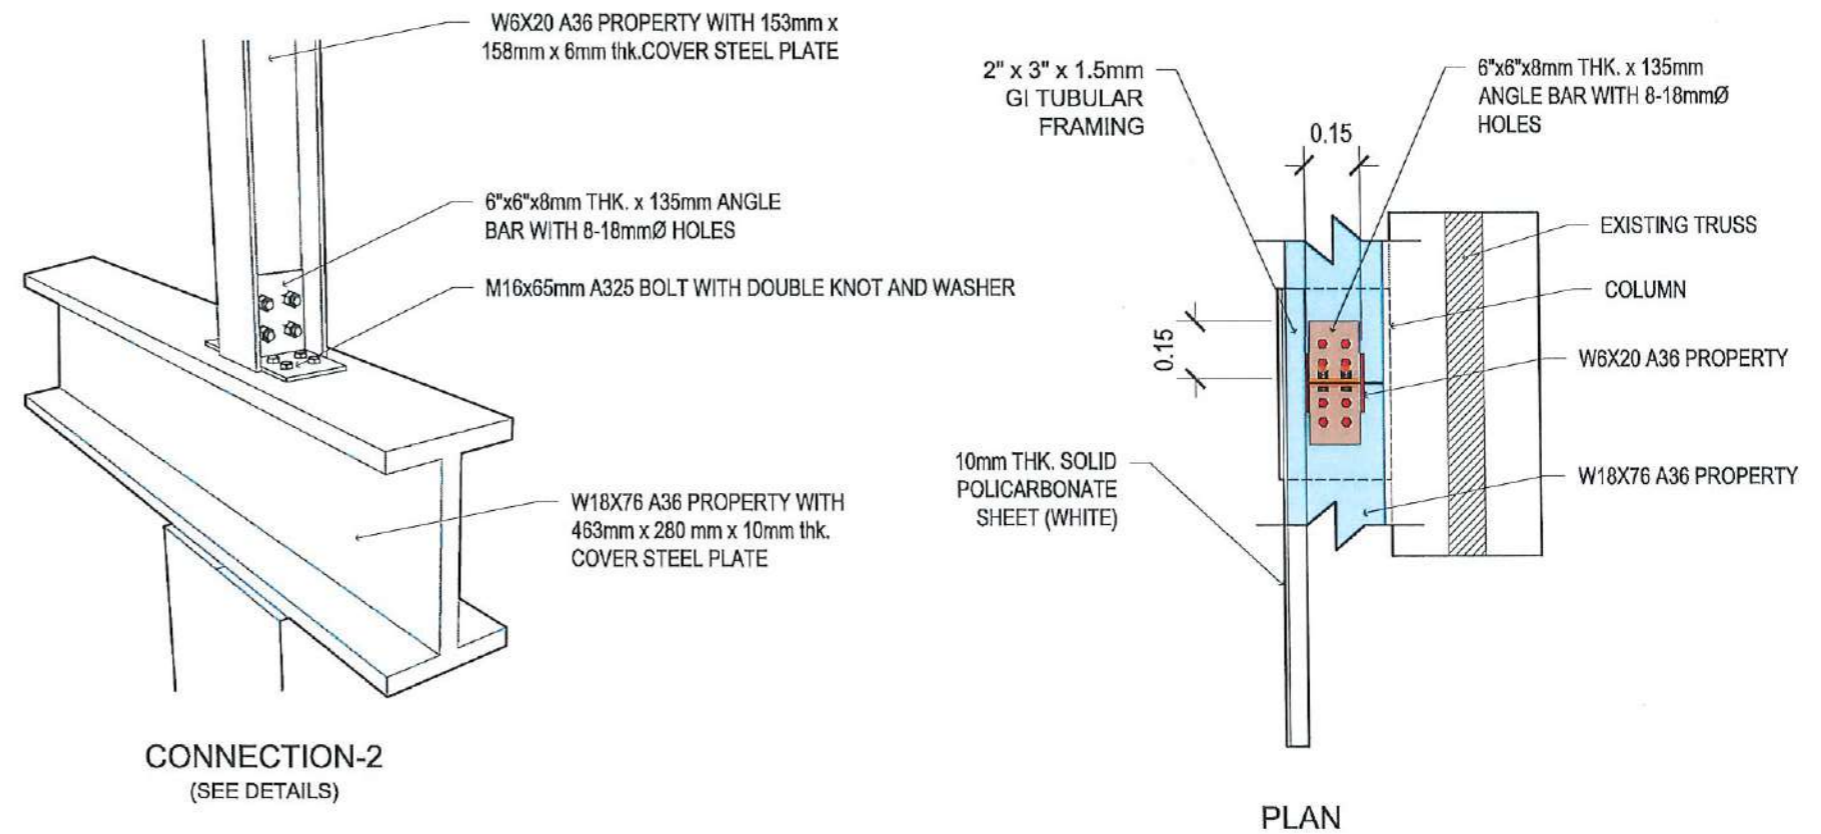 W6X20 A36 PROPERTY WITH 153mm x
158mm x 6mm thk.COVER STEEL PLATE
6"x6"x8mm THK. x 135mm ANGLE
BAR WITH 8-18mmØ HOLES
M16x65mm A325 BOLT WITH DOUBLE KNOT AND WASHER
W18X76 A36 PROPERTY WITH
463mm x 280 mm x 10mm thk.
COVER STEEL PLATE
CONNECTION-2
(SEE DETAILS)
2" x 3" x 1.5mm
GI TUBULAR
FRAMING
6"x6"x8mm THK. x 135mm
ANGLE BAR WITH 8-18mmØ
HOLES
0.15
EXISTING TRUSS
COLUMN
0.15
W6X20 A36 PROPERTY
10mm THK. SOLID
POLICARBONATE
SHEET (WHITE)
W18X76 A36 PROPERTY
PLAN